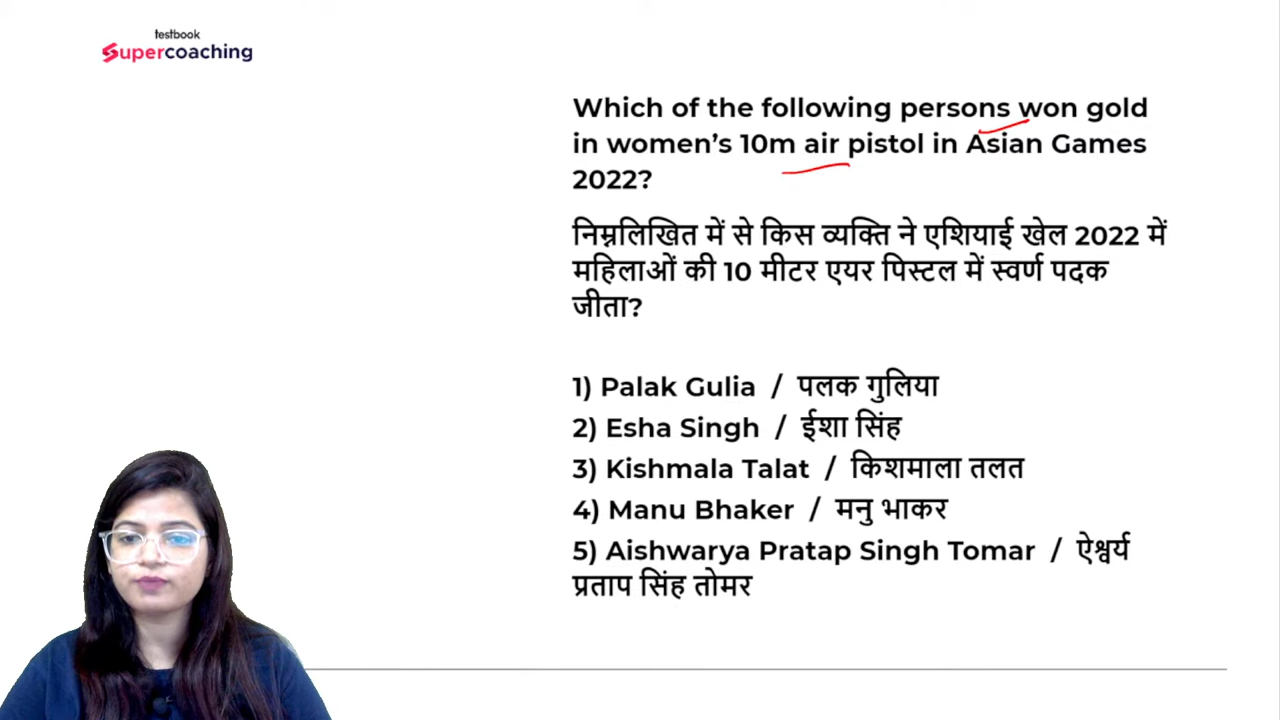 testbook
Supercoaching
Which of the following persons won gold
in women's 10m air pistol in Asian Games
2022?
निम्नलिखित में से किस व्यक्ति ने एशियाई खेल 2022 में
महिलाओं की 10 मीटर एयर पिस्टल में स्वर्ण पदक
जीता?
1) Palak Gulia / पलक गुलिया
2) Esha Singh / ईशा सिंह
3) Kishmala Talat / किशमाला तलत
4) Manu Bhaker / मनु भाकर
5) Aishwarya Pratap Singh Tomar / ऐश्वर्य
प्रताप सिंह तोमर